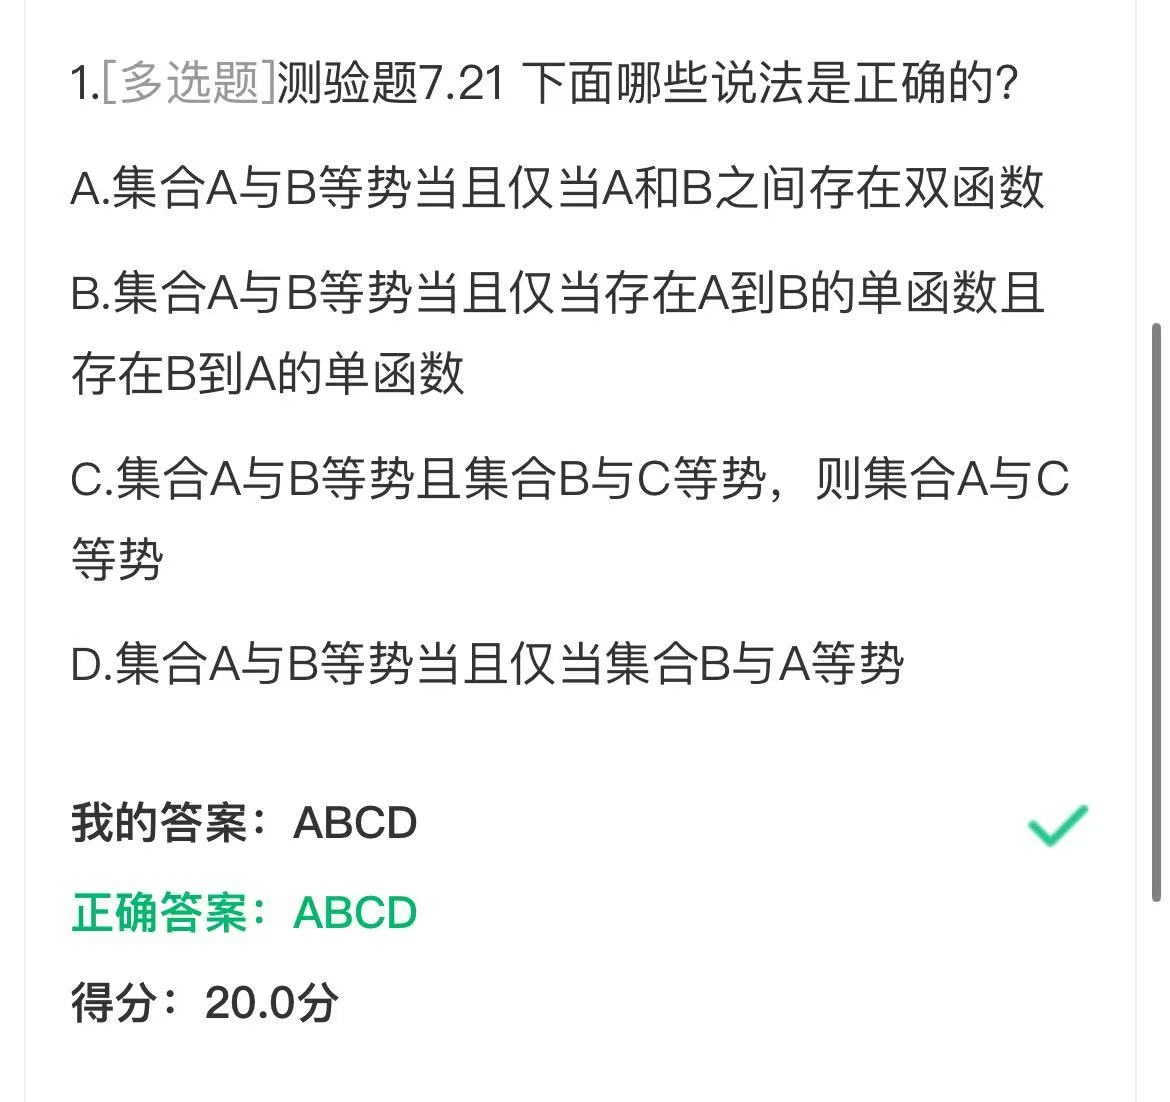 1.[多选题]测验题7.21 下面哪些说法是正确的?
A.集合A与B等势当且仅当A和B之间存在双函数
B.集合A与B等势当且仅当存在A到B的单函数且
存在B到A的单函数
C.集合A与B等势且集合B与C等势，则集合A与C
等势
D.集合A与B等势当且仅当集合B与A等势
我的答案：ABCD
正确答案：ABCD
得分：20.0分